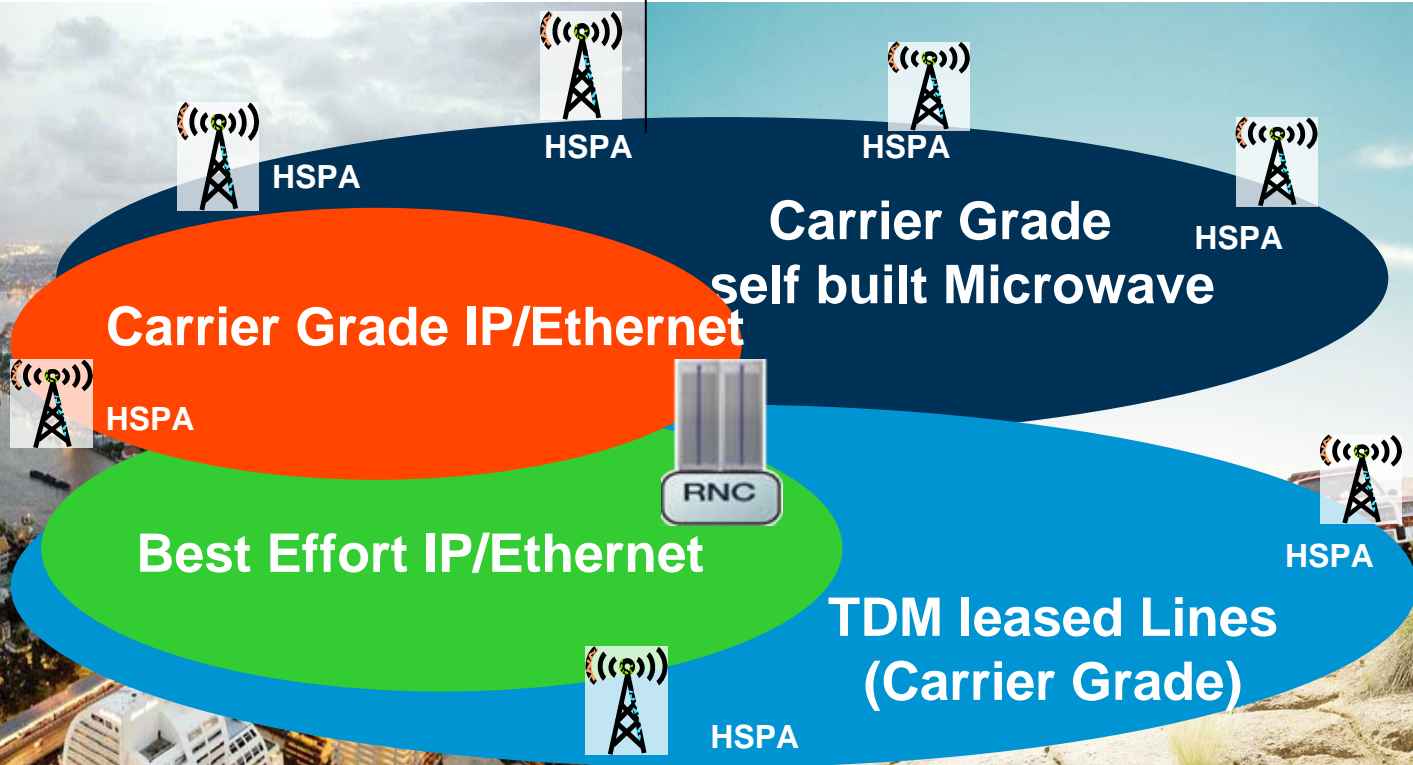 HSPA
HSPA
HSPA
HSPA
Carrier Grade
self built Microwave
Carrier Grade IP/Ethernet
HSPA
RNC
Best Effort IP/Ethernet
HSPA
TDM leased Lines
(Carrier Grade)
HSPA